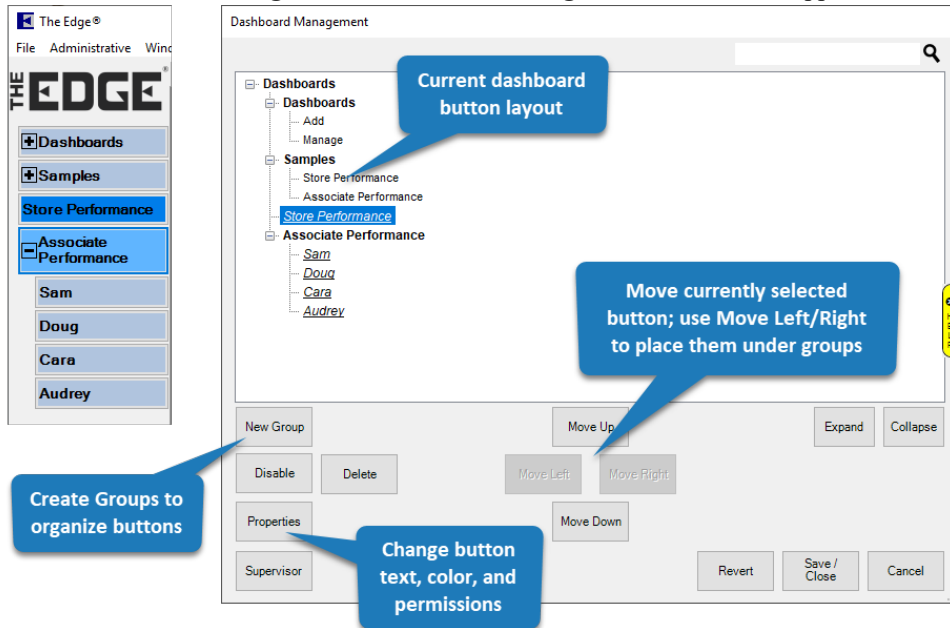 The Edge®
File Administrative
THE EDGE®
Dashboards
Samples
Store Performance
Associate
Performance
Sam
Doug
Cara
Audrey
Dashboard Management
Dashboards
Dashboards
Add
Manage
Samples
Store Performance
Associate Performance
Store Performance
Associate Performance
Sam
Doug
Cara
Audrey
Current dashboard
button layout
Move currently selected
button; use Move Left/Right
to place them under groups
New Group
Move Up
Expand
Collapse
Disable
Delete
Move Left
Move Right
Create Groups to
organize buttons
Properties
Move Down
Change button
text, color, and
permissions
Supervisor
Revert
Save /
Close
Cancel